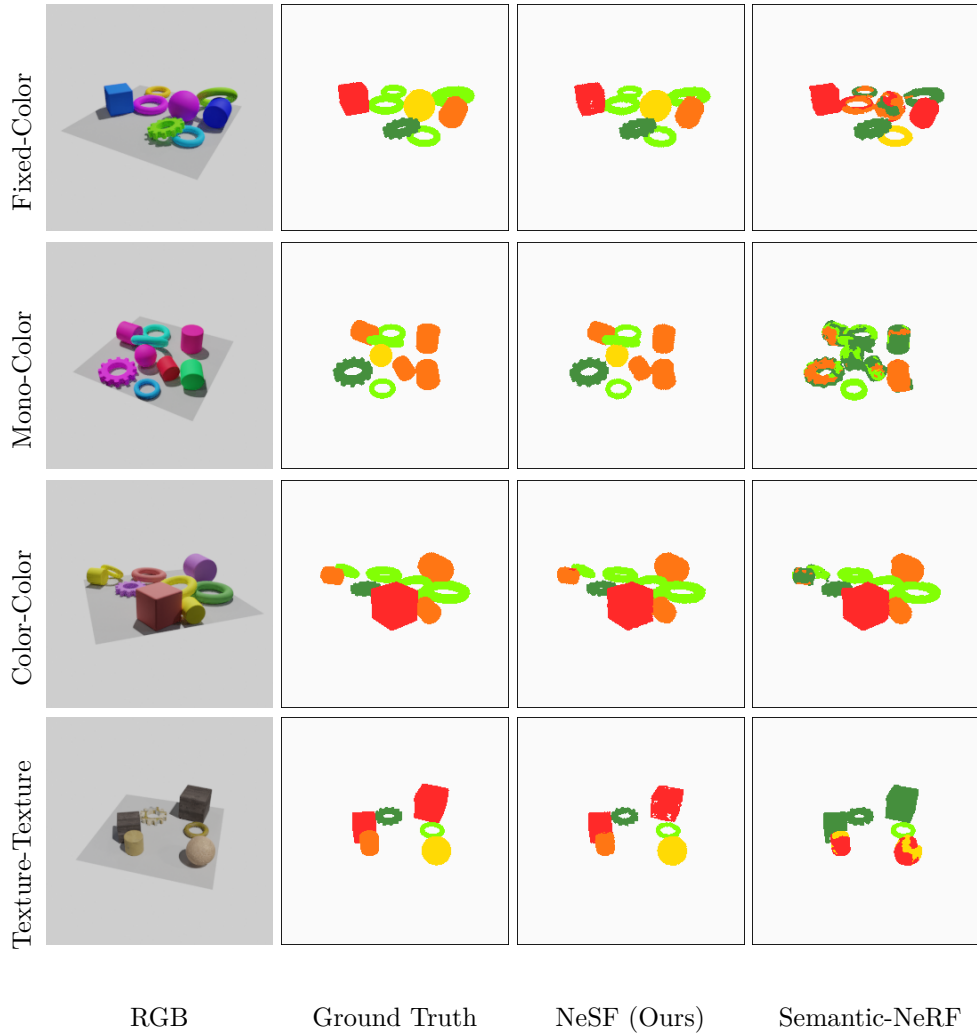 Fixed-Color
Mono-Color
Color-Color
Texture-Texture
RGB
Ground Truth
NeSF (Ours)
Semantic-NeRF